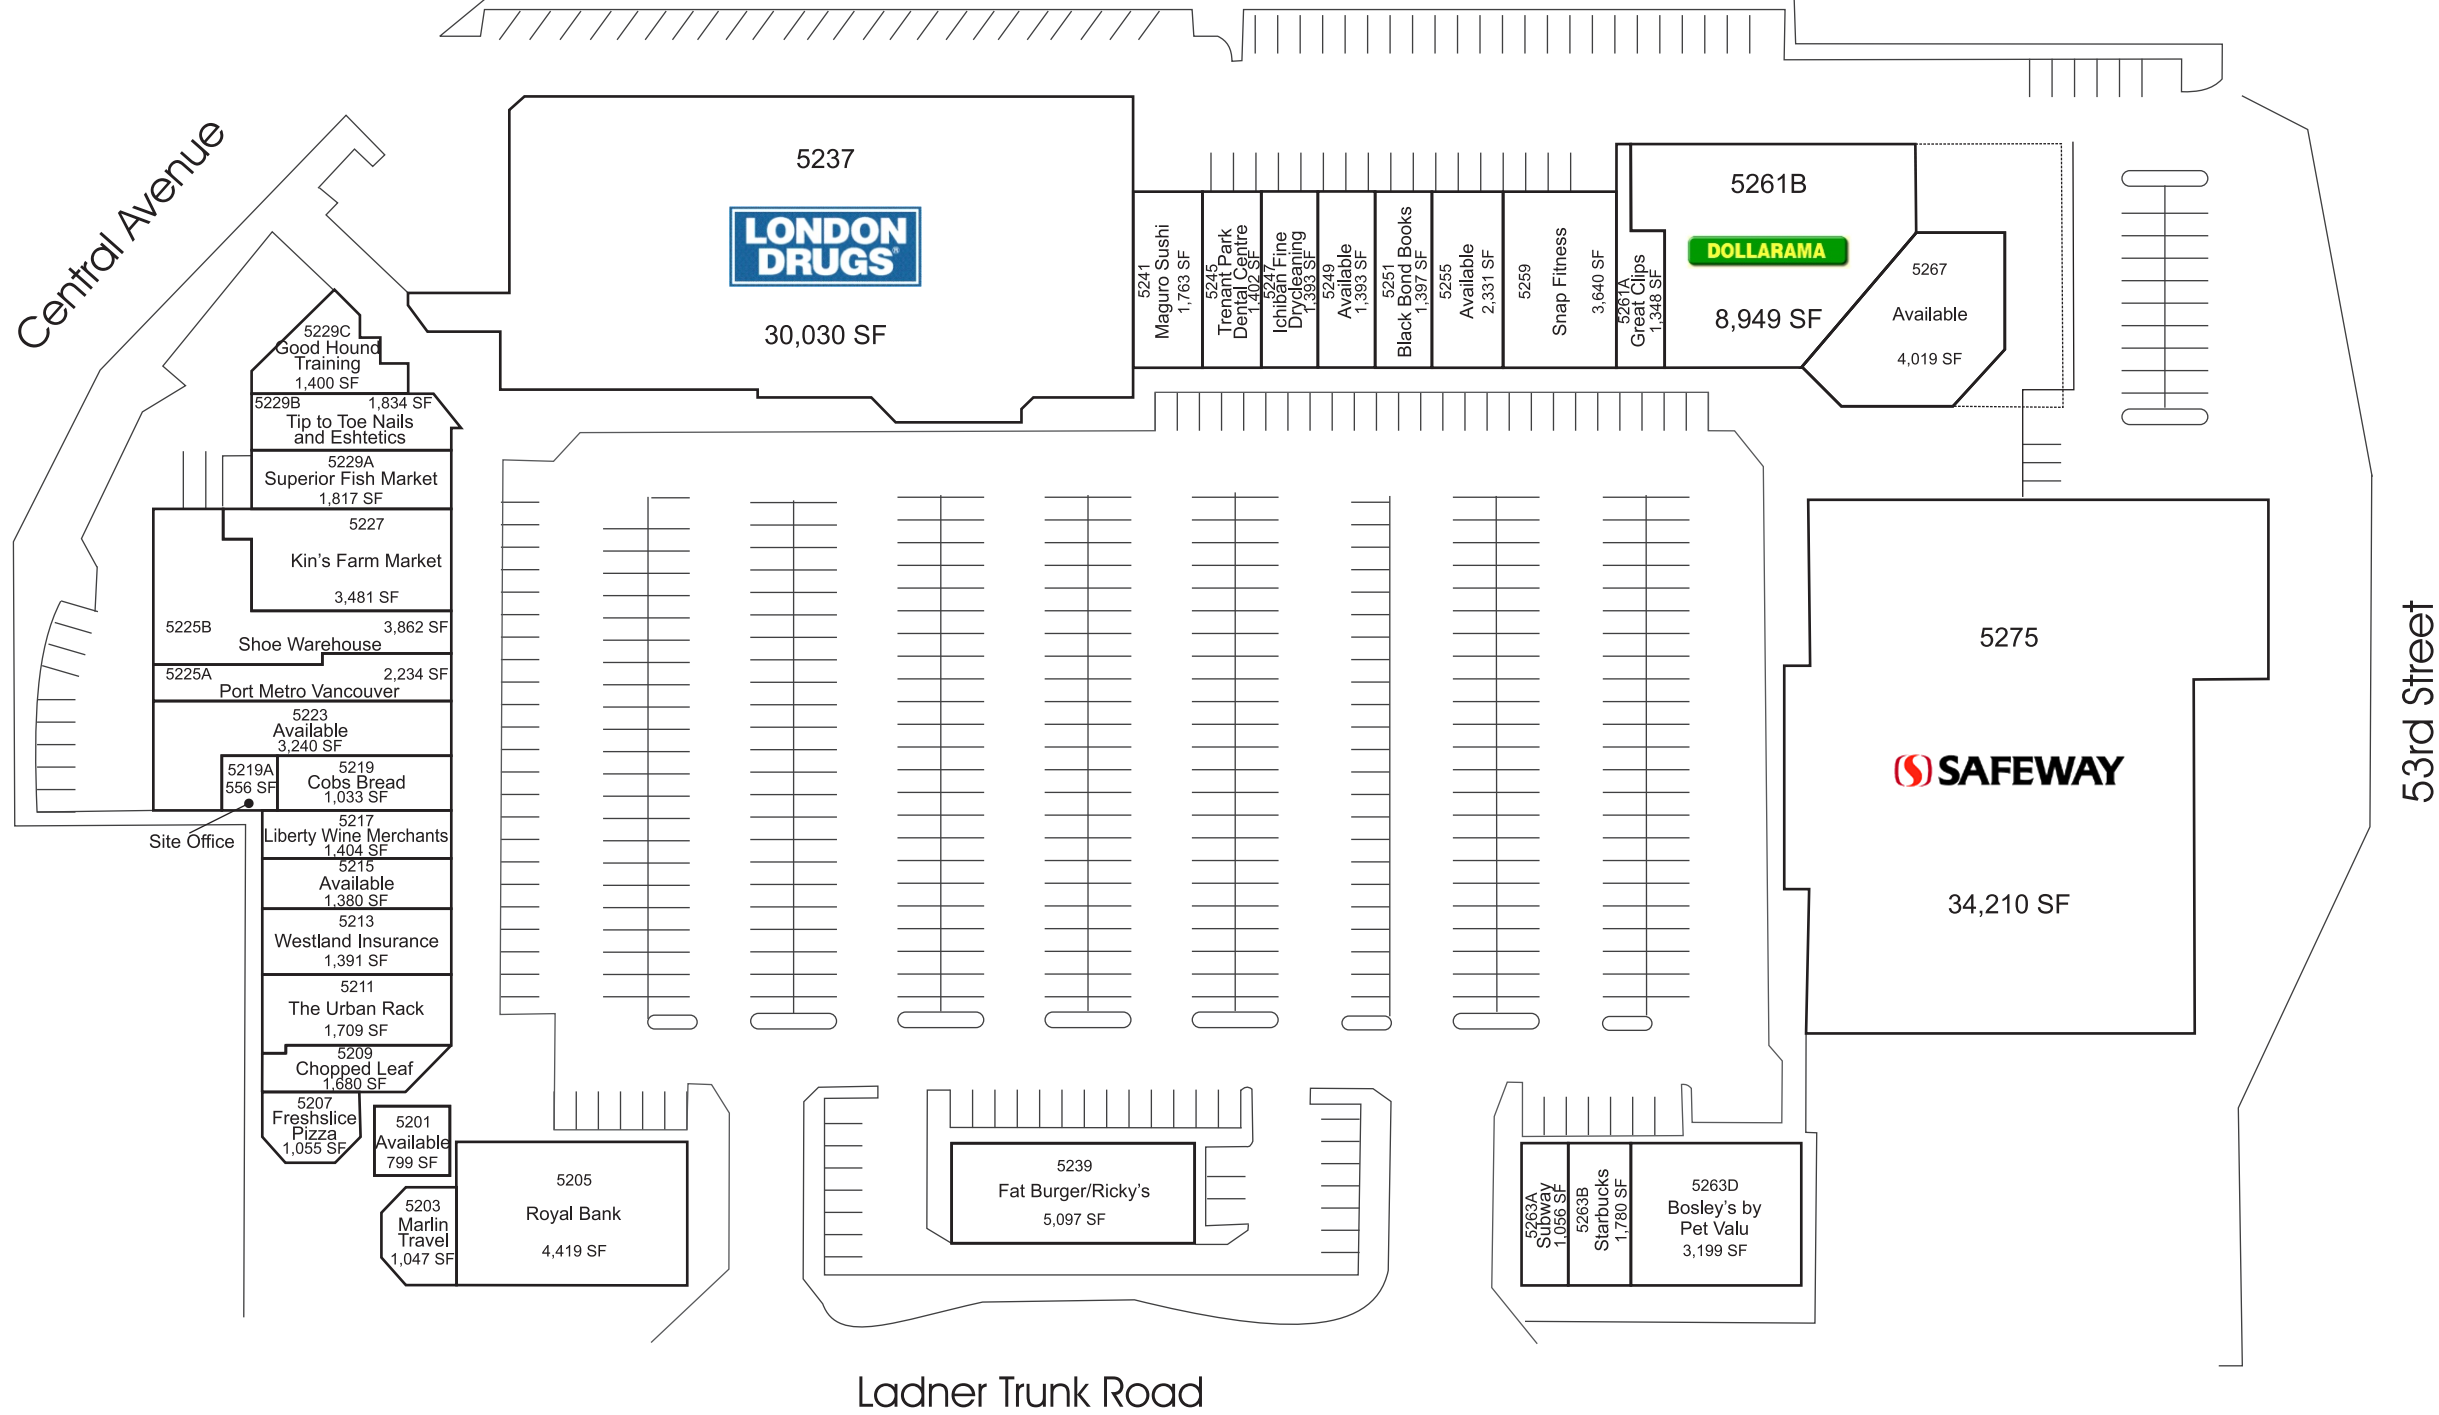 Central Avenue
5237
LONDON
DRUGS
30,030 SF
5241
Maguro Sushi
1,763 SF
5245
Trenant Park
Dental Centre
1,402 SF
5247
Ichiban Fine
Drycleaning
1,393 SF
5249
Available
1,393 SF
5251
Black Bond Books
1,397 SF
5255
Available
2,331 SF
5259
Snap Fitness
3,640 SF
5261A
Great Clips
1,348 SF
5261B
DOLLARAMA
8,949 SF
5267
Available
4,019 SF
5229C
Good Hound
Training
1,400 SF
5229B 1,834 SF
Tip to Toe Nails
and Eshtetics
5229A
Superior Fish Market
1,817 SF
5227
Kin's Farm Market
3,481 SF
5225B 3,862 SF
Shoe Warehouse
5225A 2,234 SF
Port Metro Vancouver
5223
Available
3,240 SF
5219A
556 SF
Site Office
5219
Cobs Bread
1,033 SF
5217
Liberty Wine Merchants
1,404 SF
5215
Available
1,380 SF
5213
Westland Insurance
1,391 SF
5211
The Urban Rack
1,709 SF
5209
Chopped Leaf
1,680 SF
5207
Freshslice
Pizza
1,055 SF
5201
Available
799 SF
5203
Marlin
Travel
1,047 SF
5205
Royal Bank
4,419 SF
5239
Fat Burger/Ricky's
5,097 SF
5263A
Subway
1,056 SF
5263B
Starbucks
1,780 SF
5263D
Bosley's by
Pet Valu
3,199 SF
5275
SAFEWAY
34,210 SF
53rd Street
Ladner Trunk Road